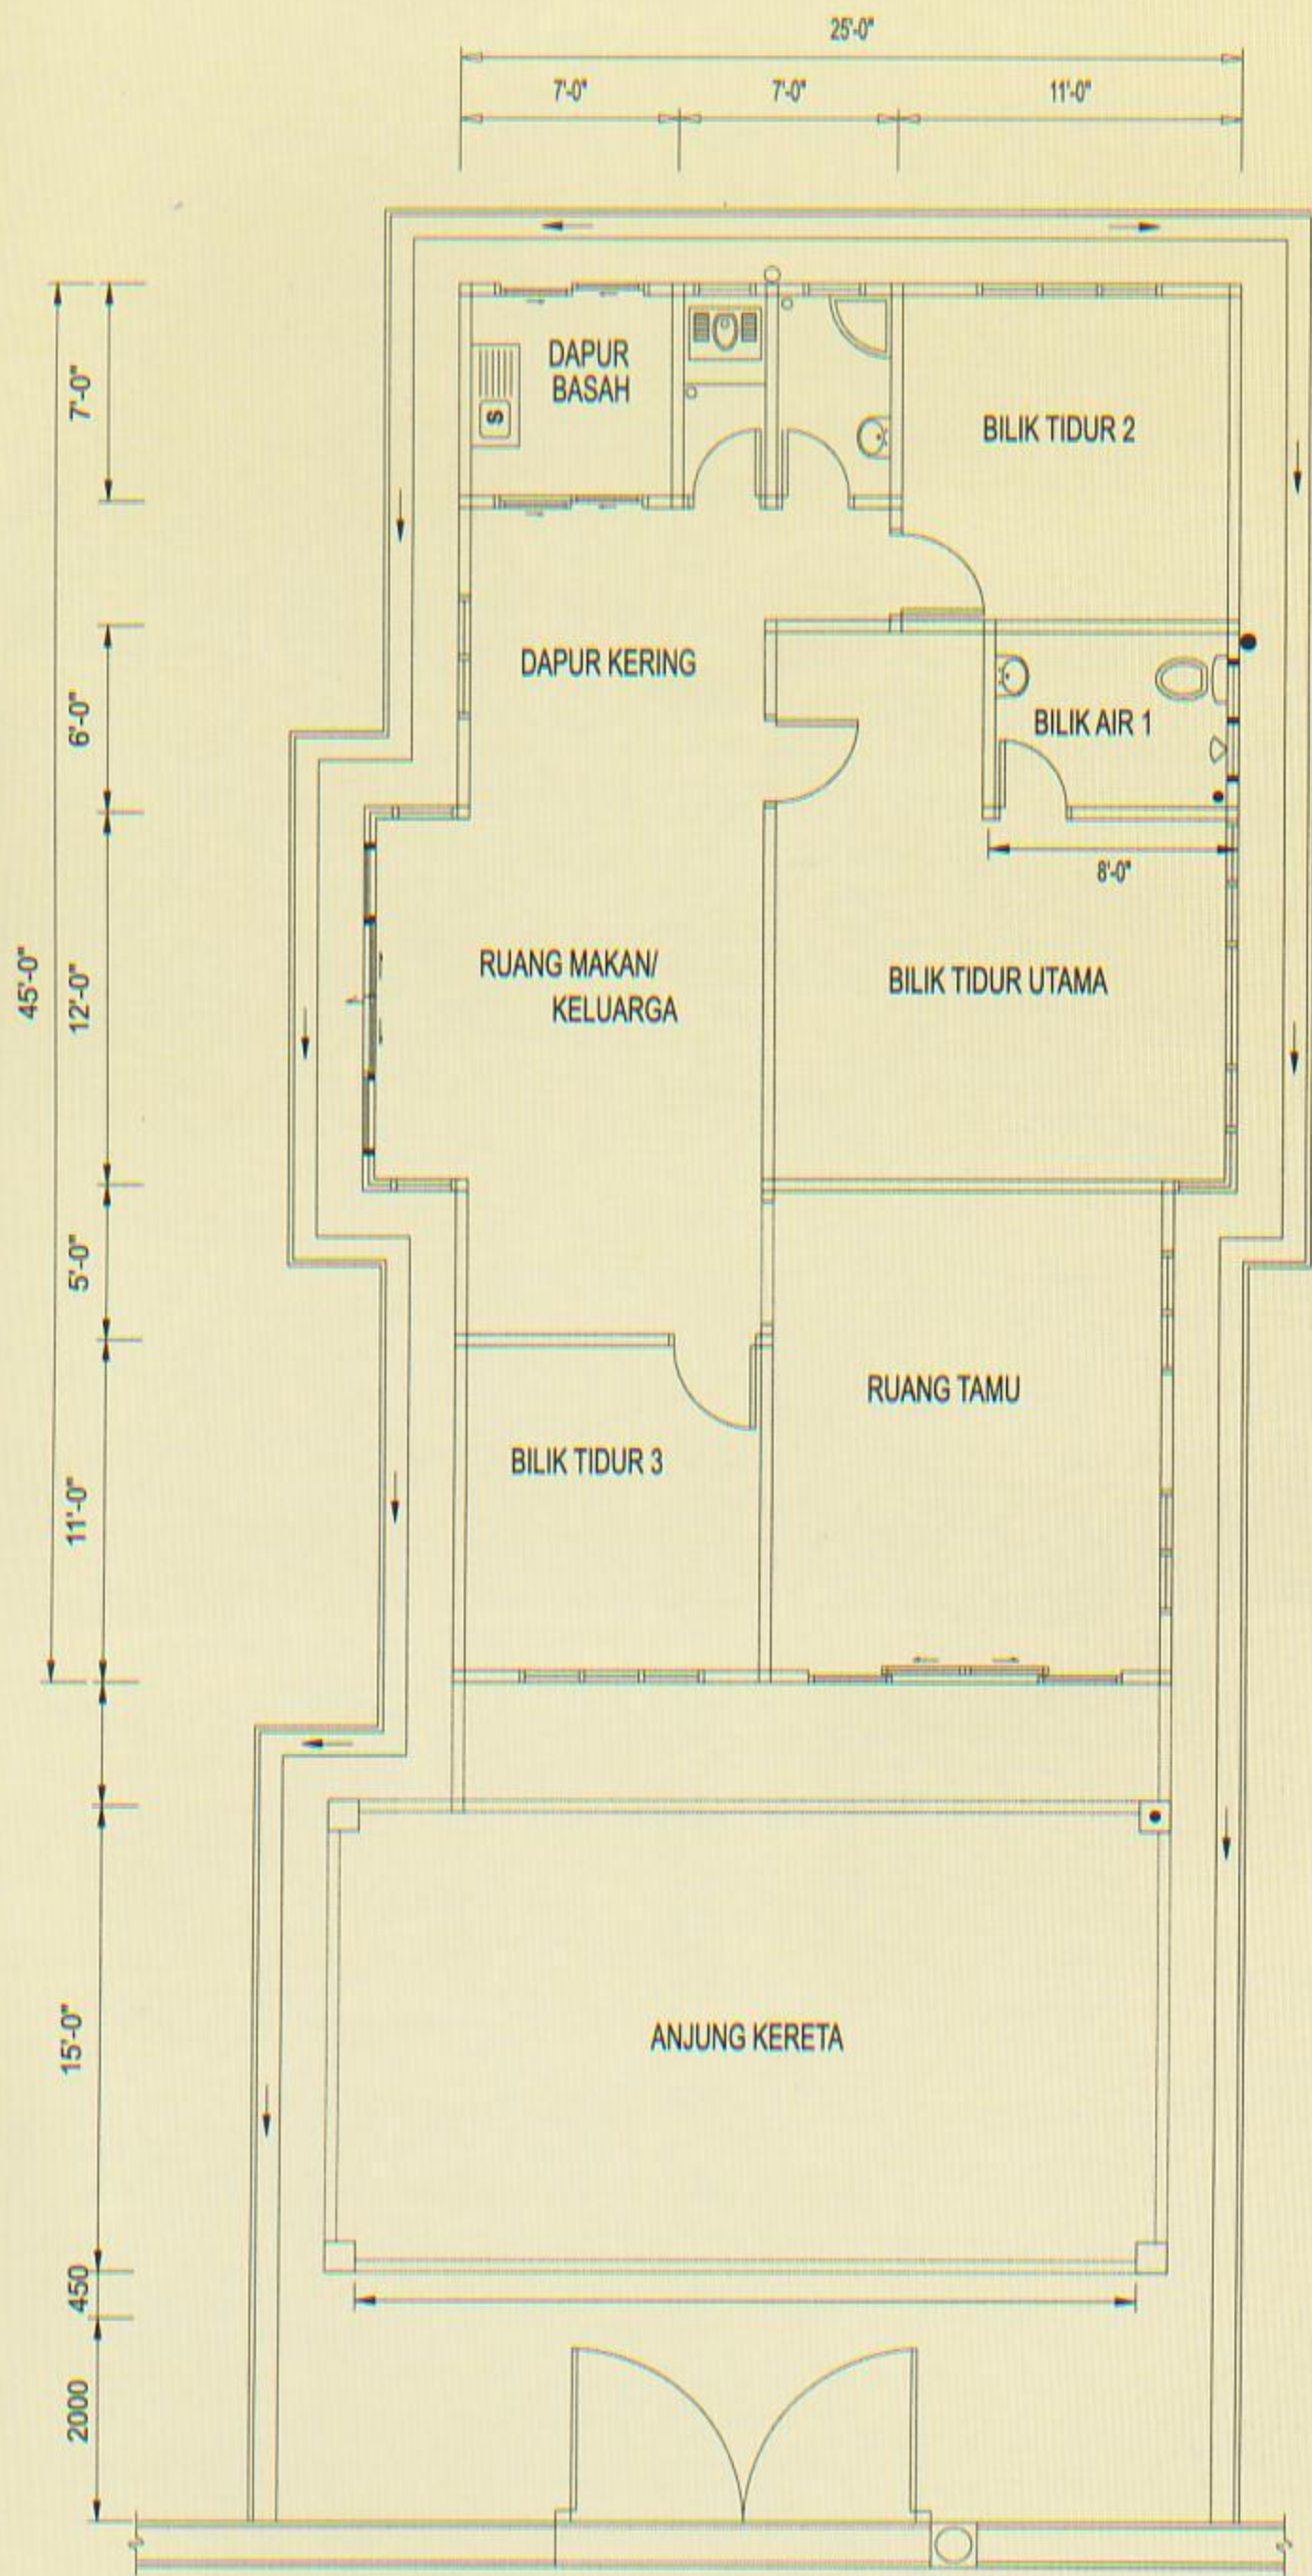 25'-0"
7'-0"
7'-0"
11'-0"
7'-0"
6'-0"
45'-0"
12'-0"
5'-0"
11'-0"
15'-0"
450
2000
DAPUR
BASAH
S
BILIK TIDUR 2
DAPUR KERING
BILIK AIR 1
8'-0"
RUANG MAKAN/
KELUARGA
BILIK TIDUR UTAMA
RUANG TAMU
BILIK TIDUR 3
ANJUNG KERETA